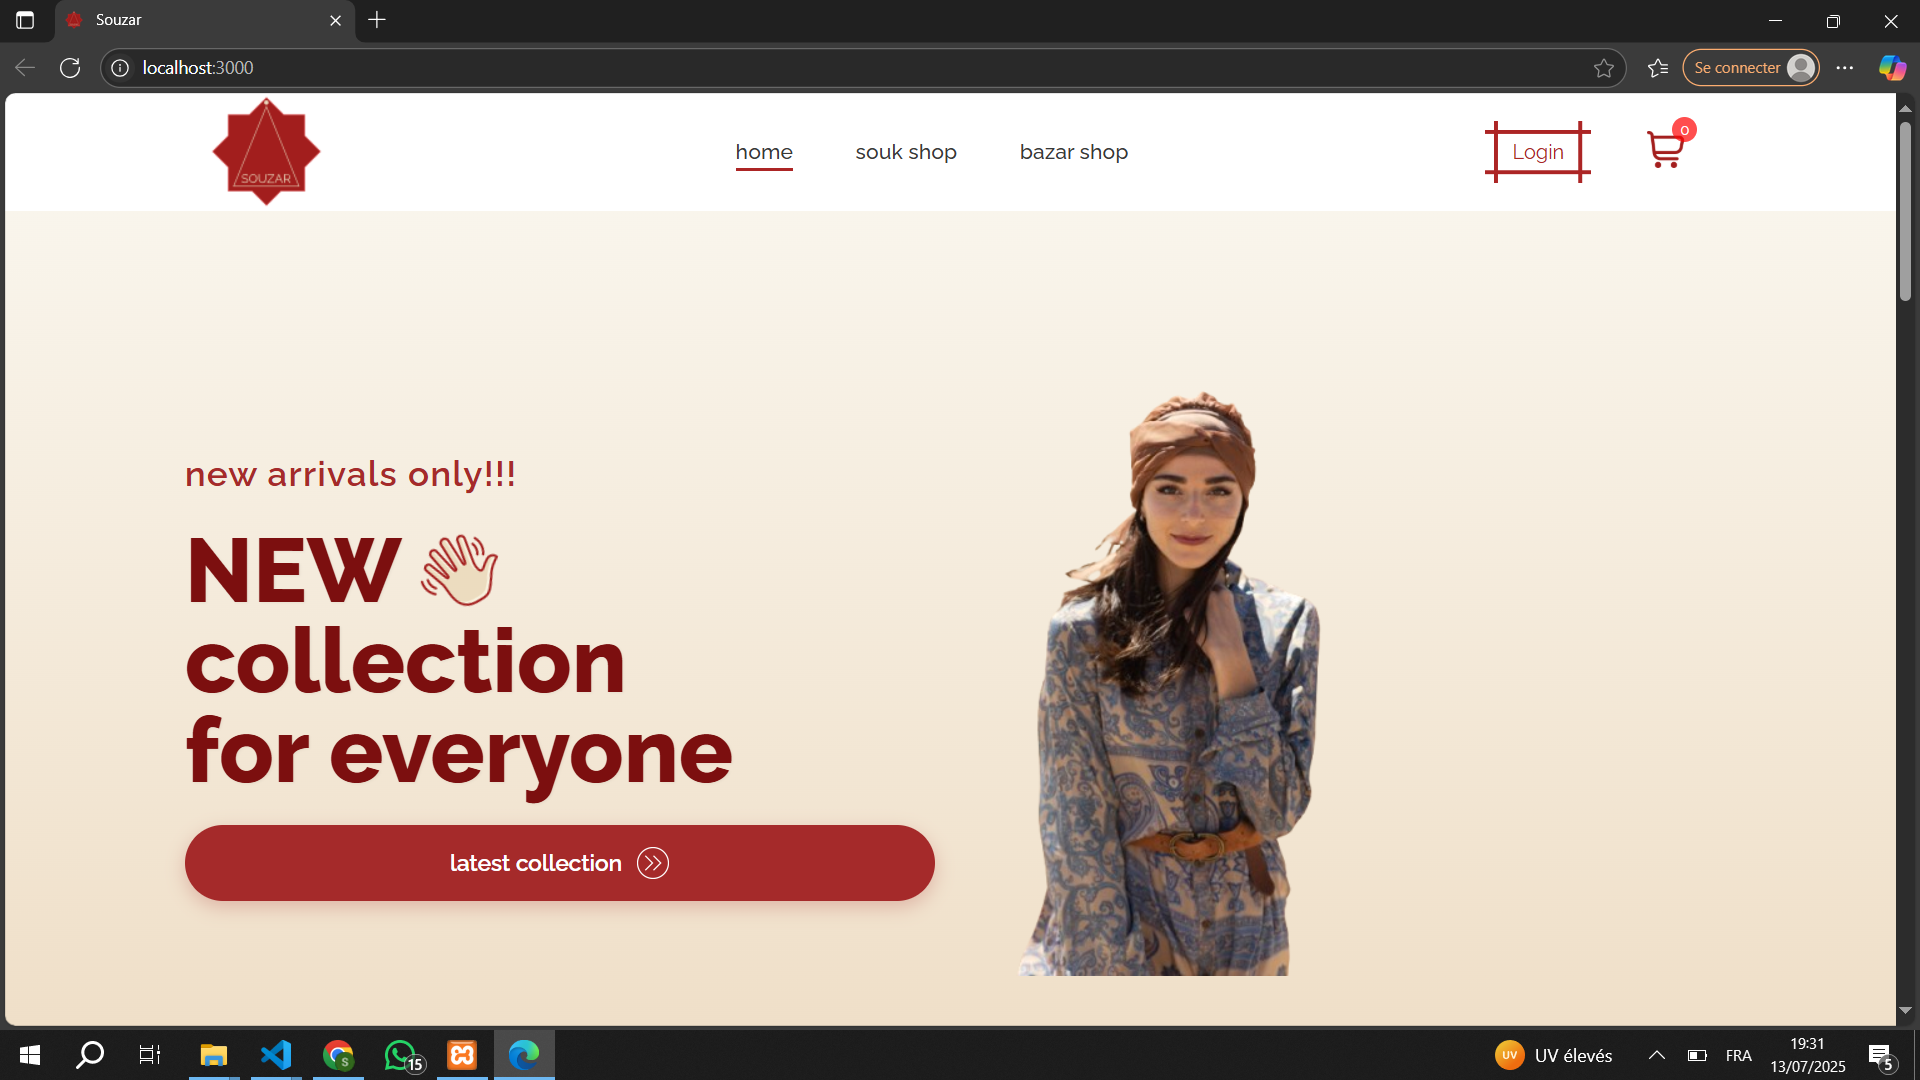 Souzar
localhost:3000
Se connecter
SOUZAR
home
souk shop
bazar shop
Login
0
new arrivals only!!!
NEW
collection
for everyone
latest collection
S
15
UV
UV élevés
FRA
19:31
13/07/2025
5